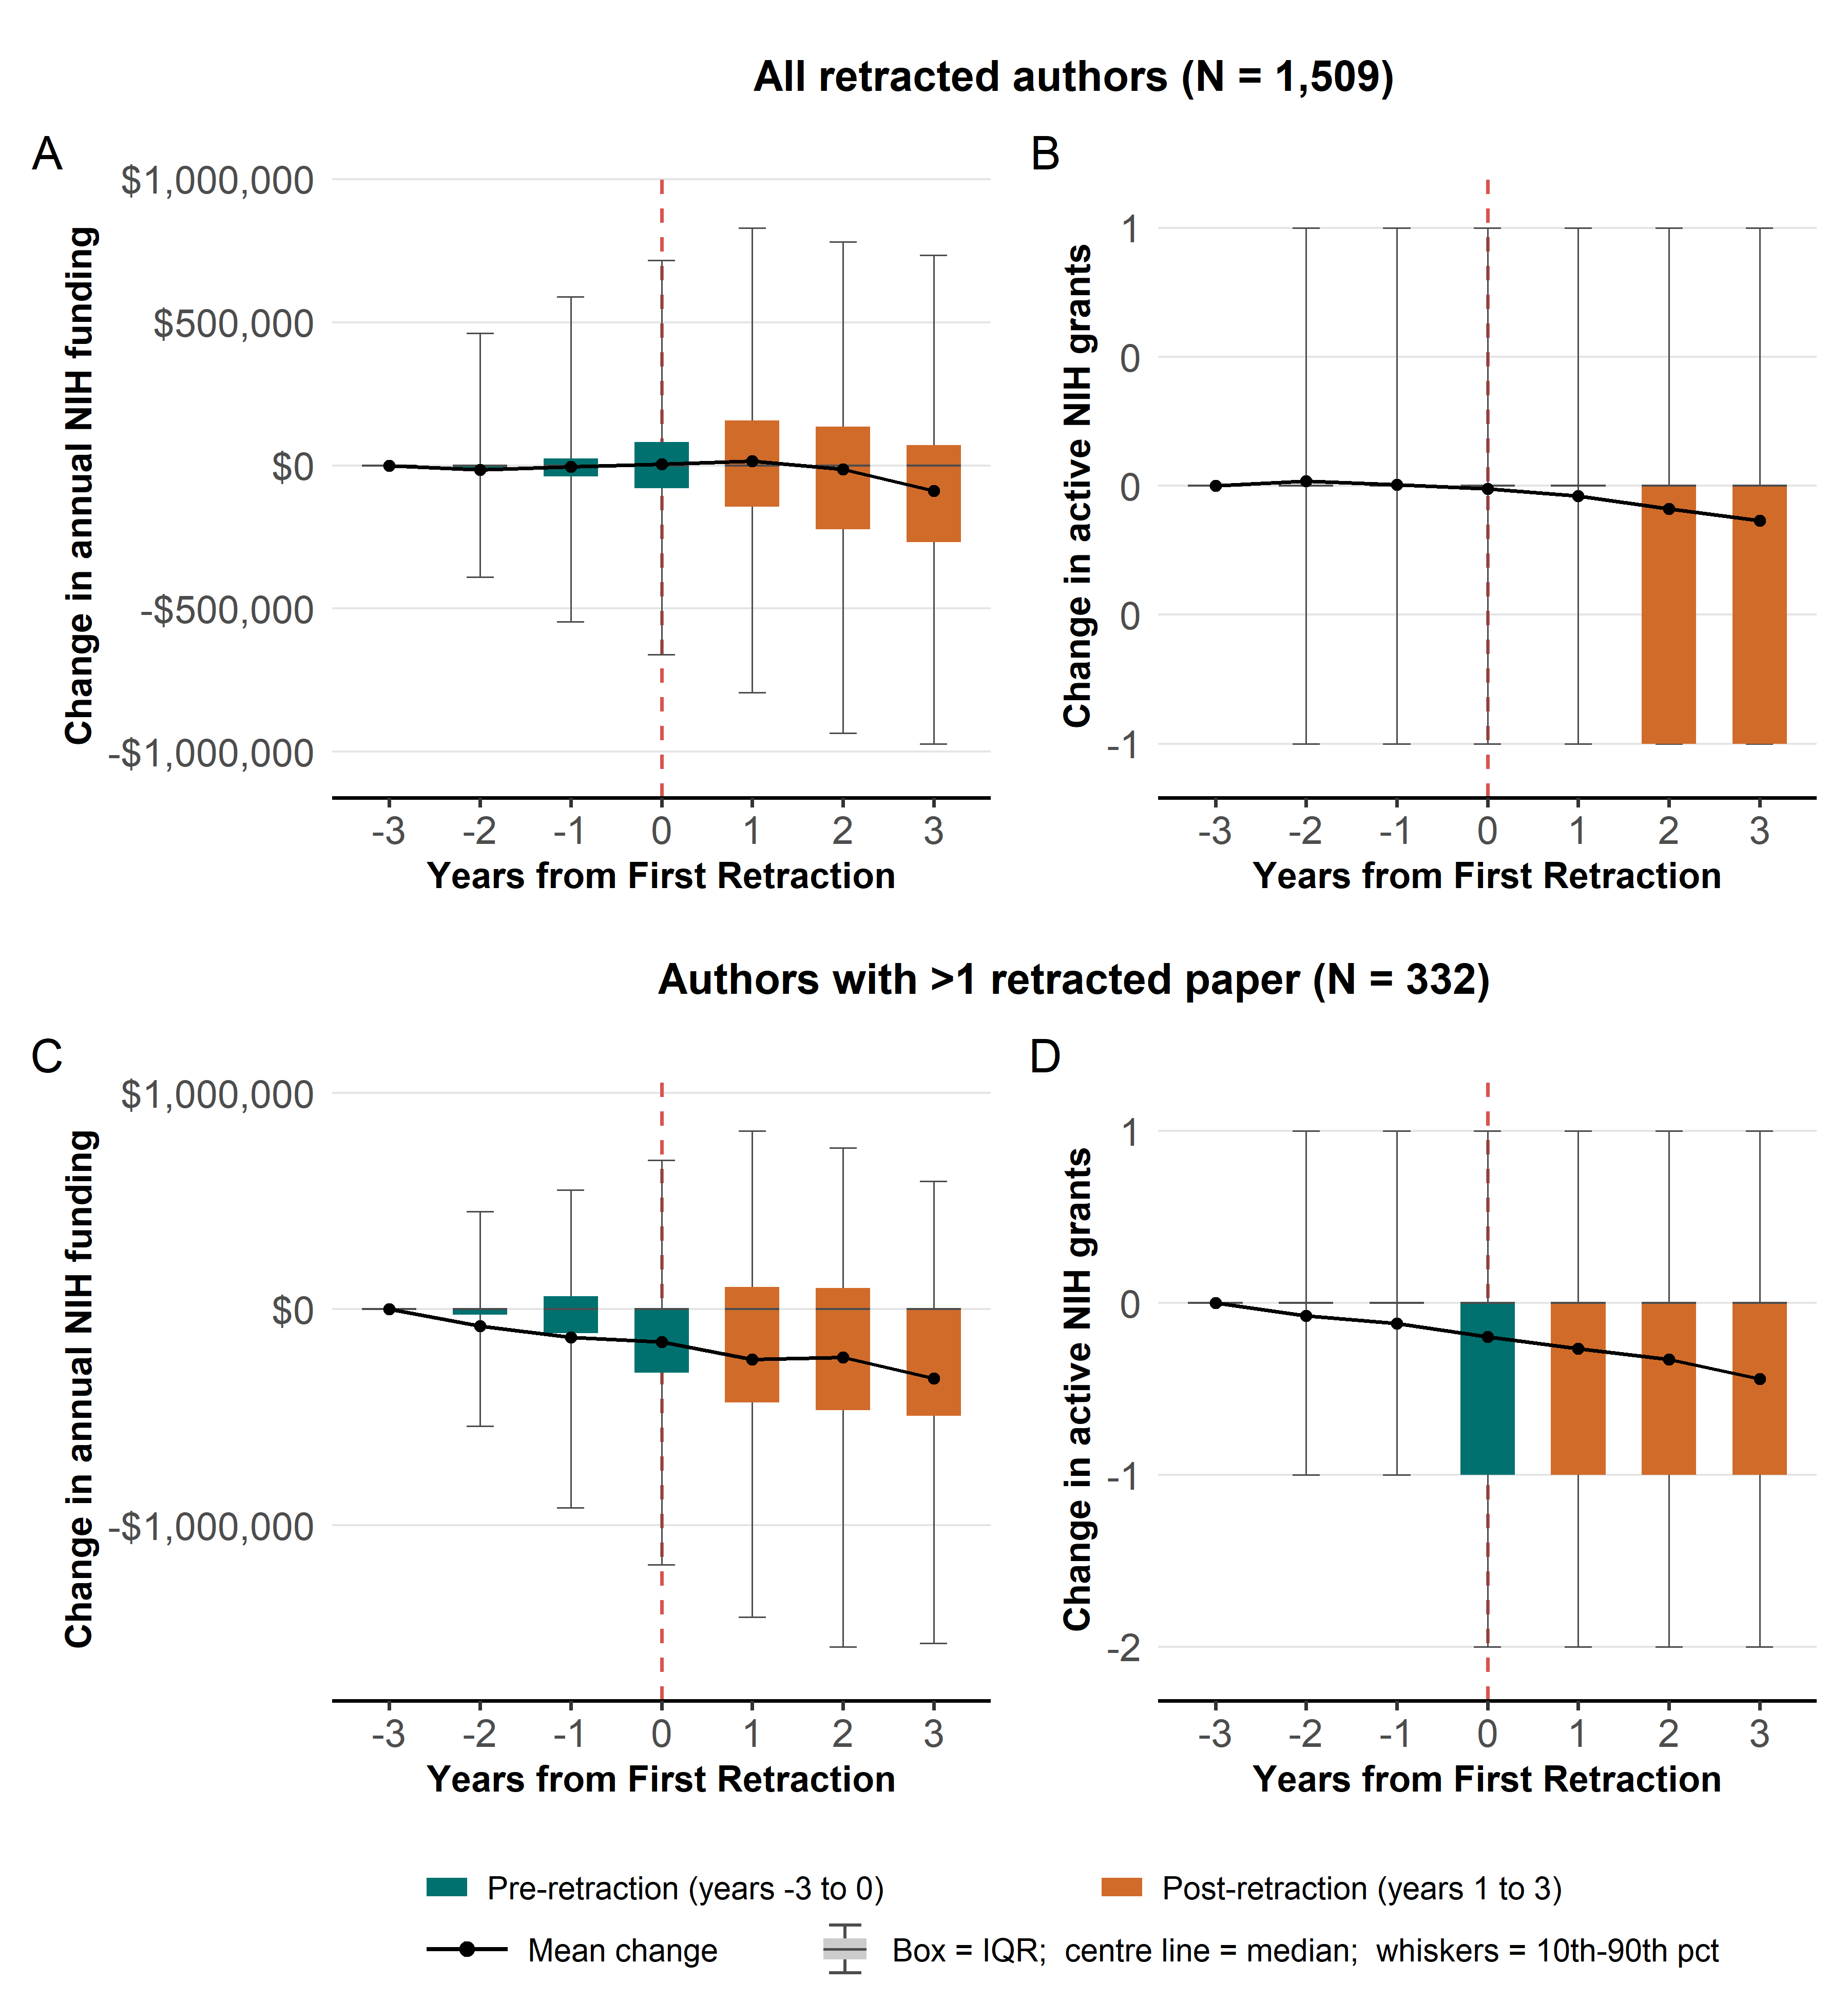 All retracted authors (N = 1,509)
A
Change in annual NIH funding
$1,000,000
$500,000
$0
-$500,000
-$1,000,000
-3 -2 -1 0 1 2 3
Years from First Retraction
B
Change in active NIH grants
1
0
0
0
-1
-3 -2 -1 0 1 2 3
Years from First Retraction
Authors with >1 retracted paper (N = 332)
C
Change in annual NIH funding
$1,000,000
$0
-$1,000,000
-3 -2 -1 0 1 2 3
Years from First Retraction
D
Change in active NIH grants
1
0
-1
-2
-3 -2 -1 0 1 2 3
Years from First Retraction
Pre-retraction (years -3 to 0)
Post-retraction (years 1 to 3)
Mean change
Box = IQR; centre line = median; whiskers = 10th-90th pct